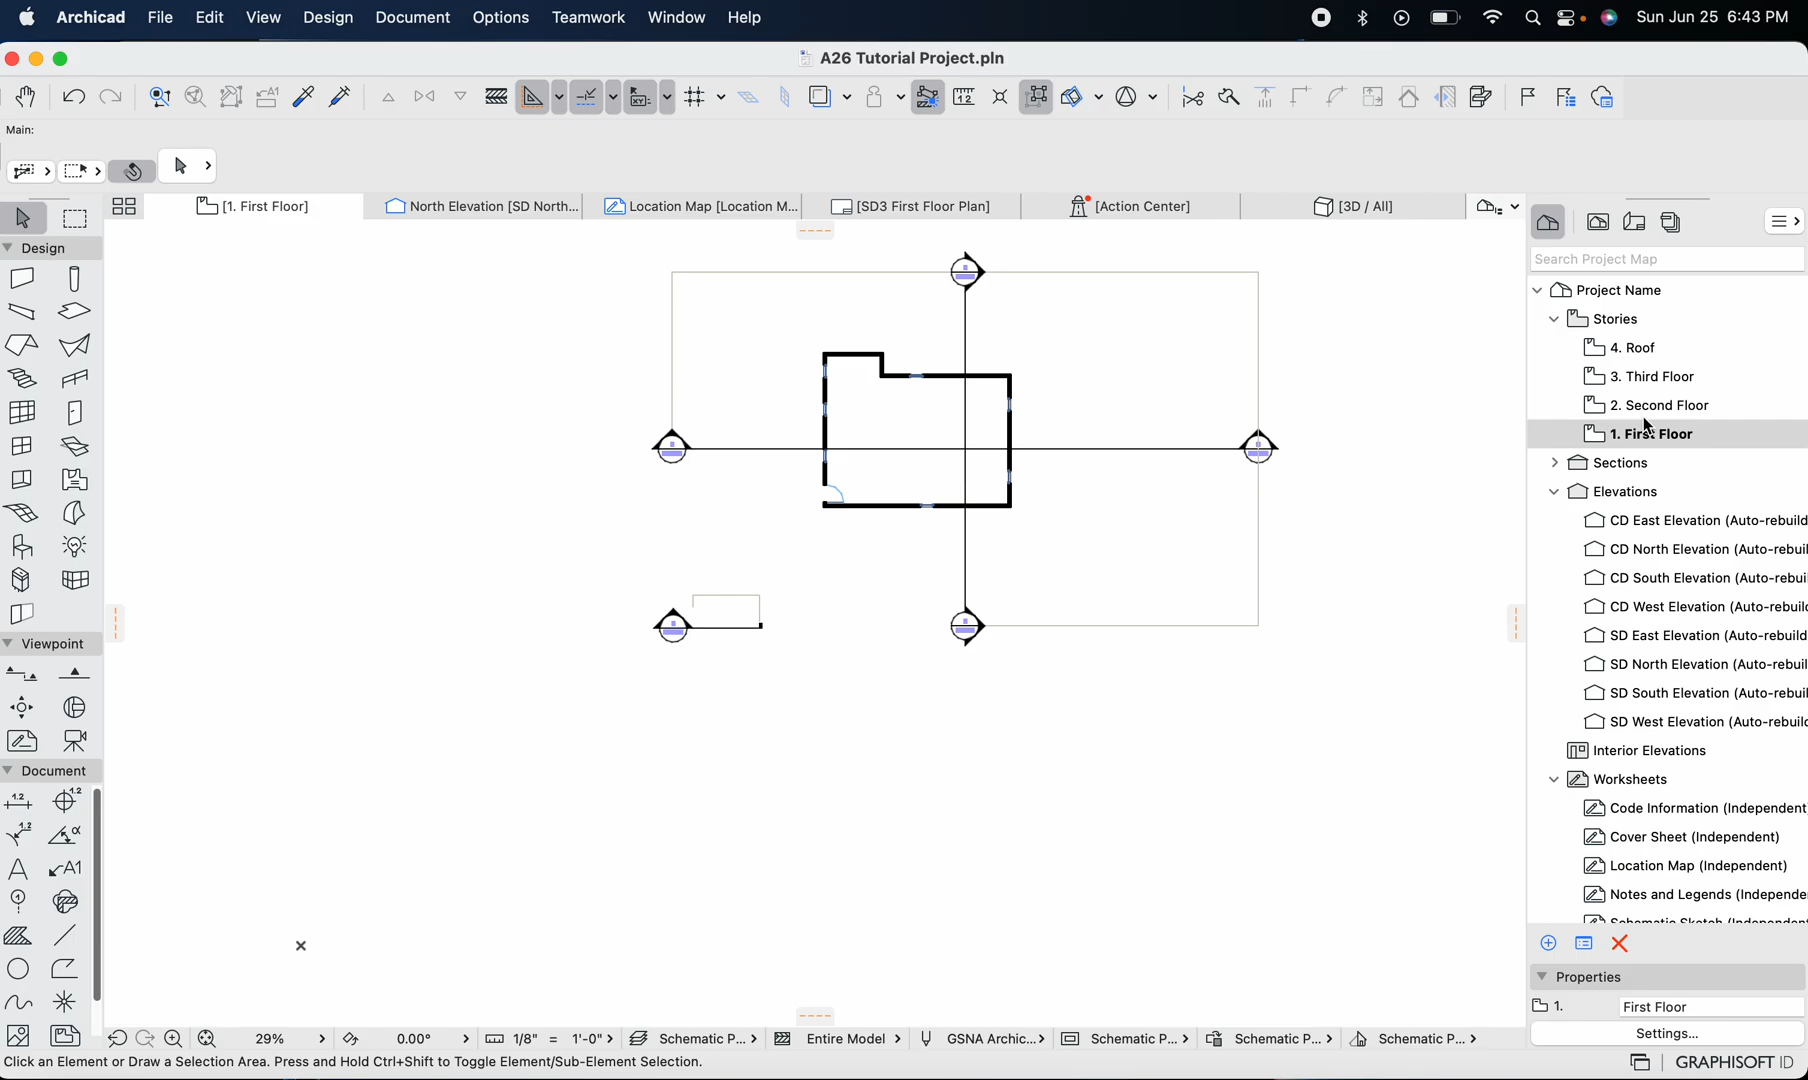 Archicad File Edit View Design Document Options Teamwork Window Help Sun Jun 25 6:43 PM
A26 Tutorial Project.pln
Main:
[1. First Floor] North Elevation [SD North... Location Map [Location M... [SD3 First Floor Plan] [Action Center] [3D / All]
Design
Search Project Map
Project Name
Stories
4. Roof
3. Third Floor
2. Second Floor
1. First Floor
Sections
Elevations
CD East Elevation (Auto-rebuild
CD North Elevation (Auto-rebuil
CD South Elevation (Auto-rebuil
CD West Elevation (Auto-rebuild
SD East Elevation (Auto-rebuild
SD North Elevation (Auto-rebuil
SD South Elevation (Auto-rebuil
SD West Elevation (Auto-rebuild
Interior Elevations
Worksheets
Code Information (Independent
Cover Sheet (Independent)
Location Map (Independent)
Notes and Legends (Independe
Viewpoint
Document
Properties
1. First Floor
Settings...
29% 0.00° 1/8" = 1'-0" Schematic P... Entire Model GSNA Archic... Schematic P... Schematic P... Schematic P...
Click an Element or Draw a Selection Area. Press and Hold Ctrl+Shift to Toggle Element/Sub-Element Selection.
GRAPHISOFT ID